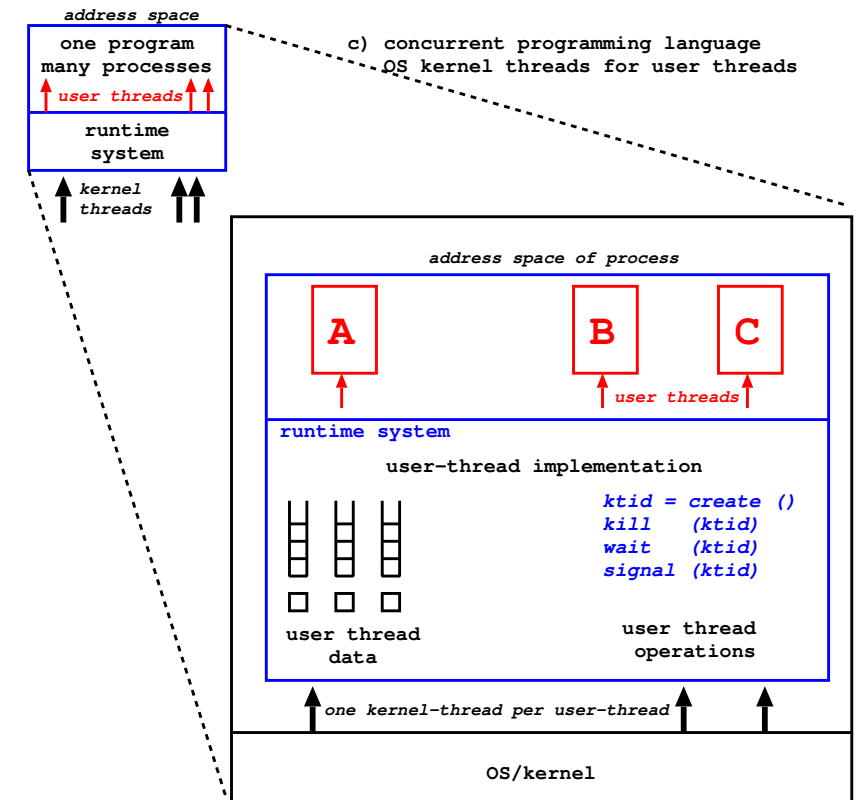 address space
one program
many processes
user threads
runtime
system
kernel
threads
c) concurrent programming language
OS kernel threads for user threads
address space of process
A
B
C
user threads
runtime system
user-thread implementation
ktid = create ()
kill (ktid)
wait (ktid)
signal (ktid)
user thread
data
user thread
operations
one kernel-thread per user-thread
OS/kernel